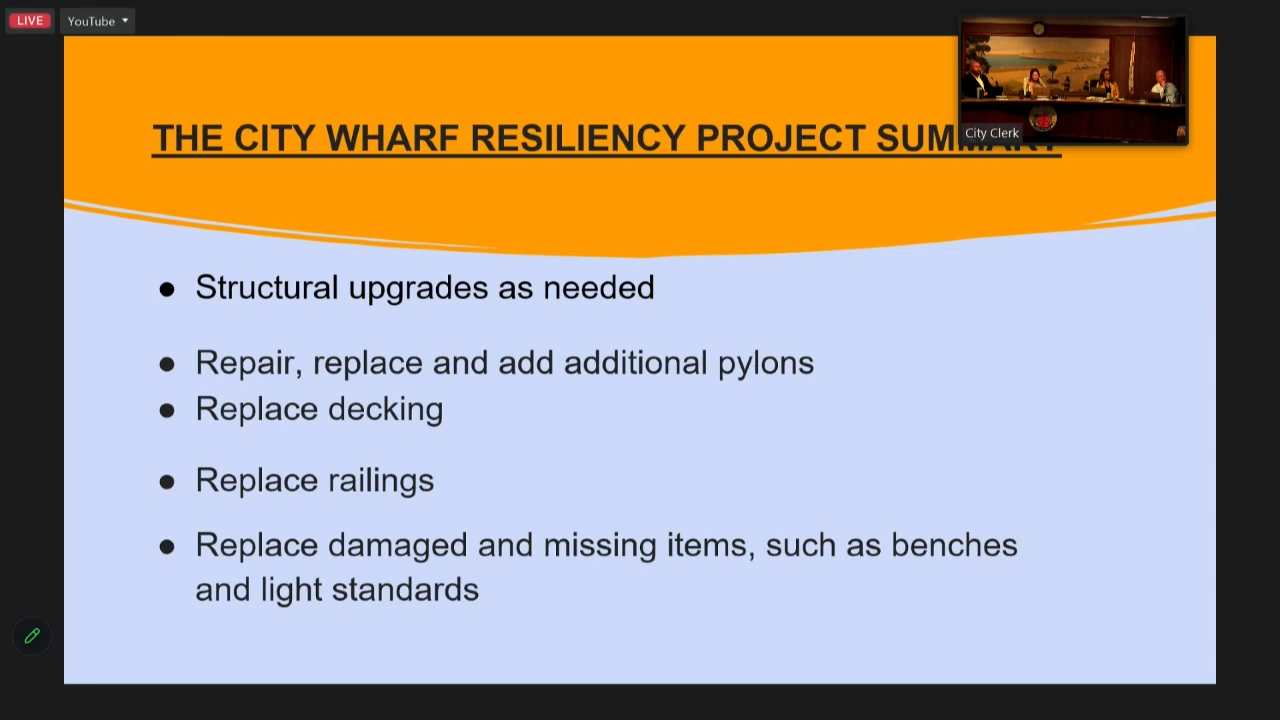 LIVE
YouTube
THE CITY WHARF RESILIENCY PROJECT SUMMARY
City Clerk
● Structural upgrades as needed
● Repair, replace and add additional pylons
● Replace decking
● Replace railings
● Replace damaged and missing items, such as benches
and light standards